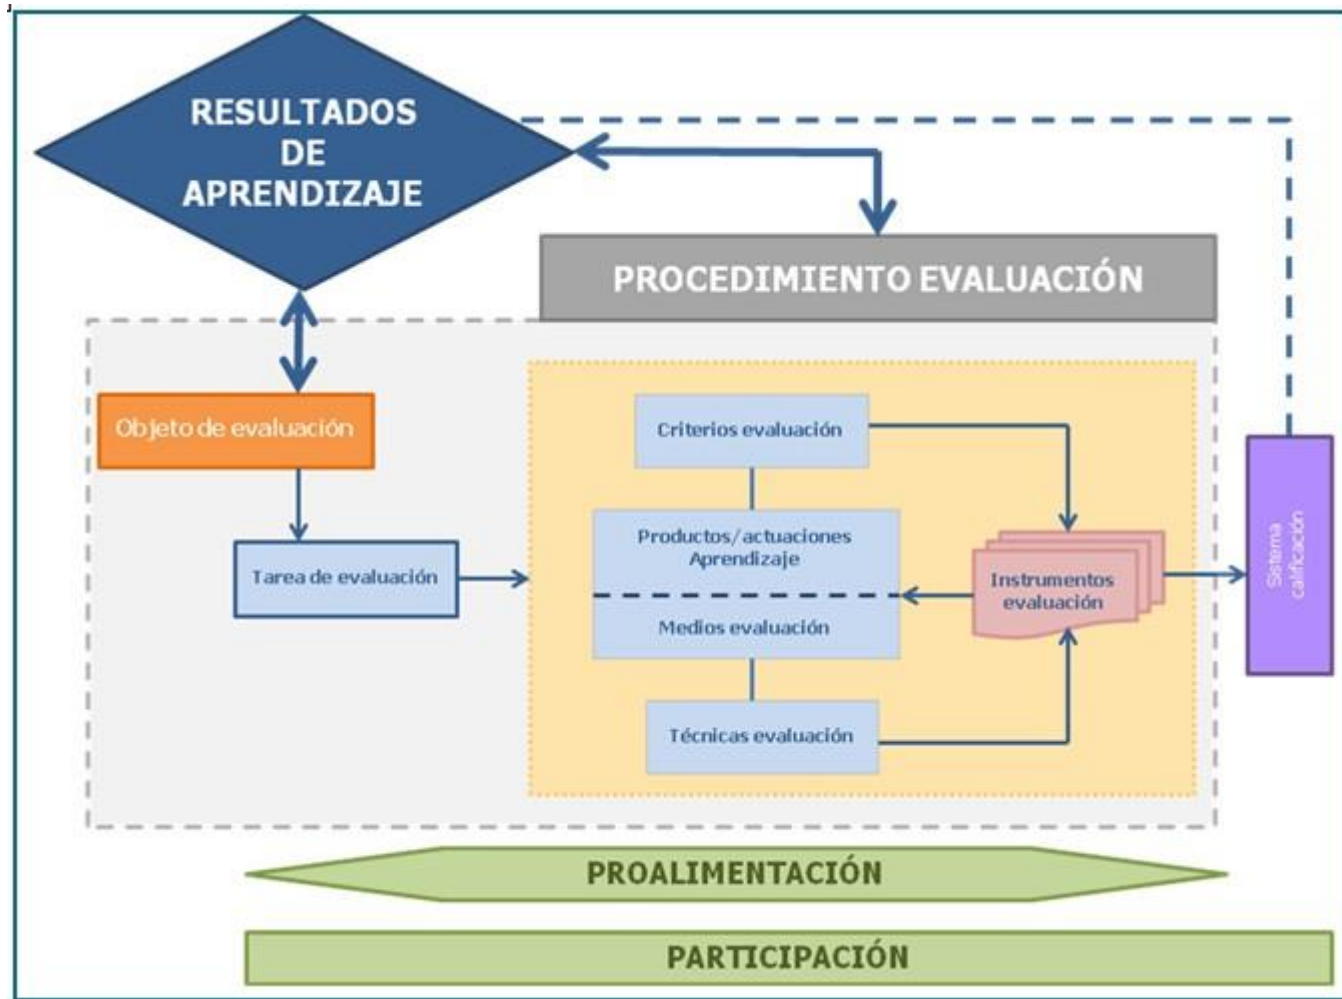 RESULTADOS
DE
APRENDIZAJE
PROCEDIMIENTO EVALUACIÓN
Objeto de evaluación
Tarea de evaluación
Criterios evaluación
Productos/actuaciones
Aprendizaje
Medios evaluación
Técnicas evaluación
Instrumentos
evaluación
Sistema
calificación
PROALIMENTACIÓN
PARTICIPACIÓN